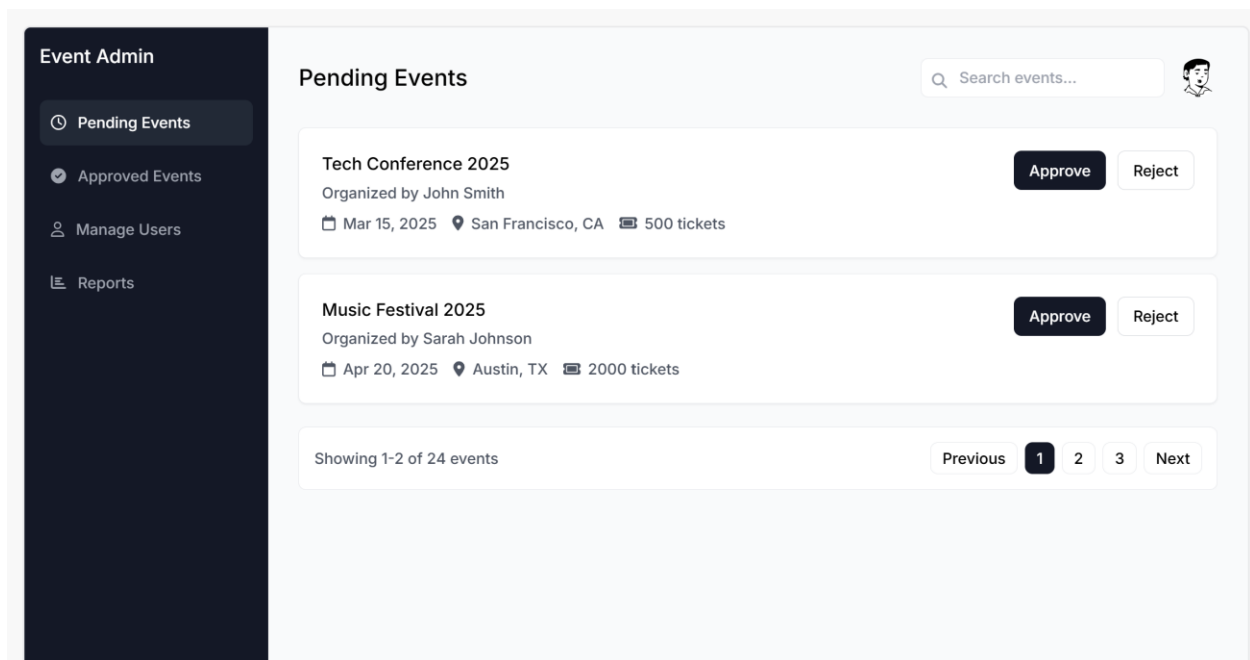 Event Admin
Pending Events
Approved Events
Manage Users
Reports
Pending Events
Search events...
Tech Conference 2025
Organized by John Smith
Mar 15, 2025 San Francisco, CA 500 tickets
Approve Reject
Music Festival 2025
Organized by Sarah Johnson
Apr 20, 2025 Austin, TX 2000 tickets
Approve Reject
Showing 1-2 of 24 events
Previous 1 2 3 Next